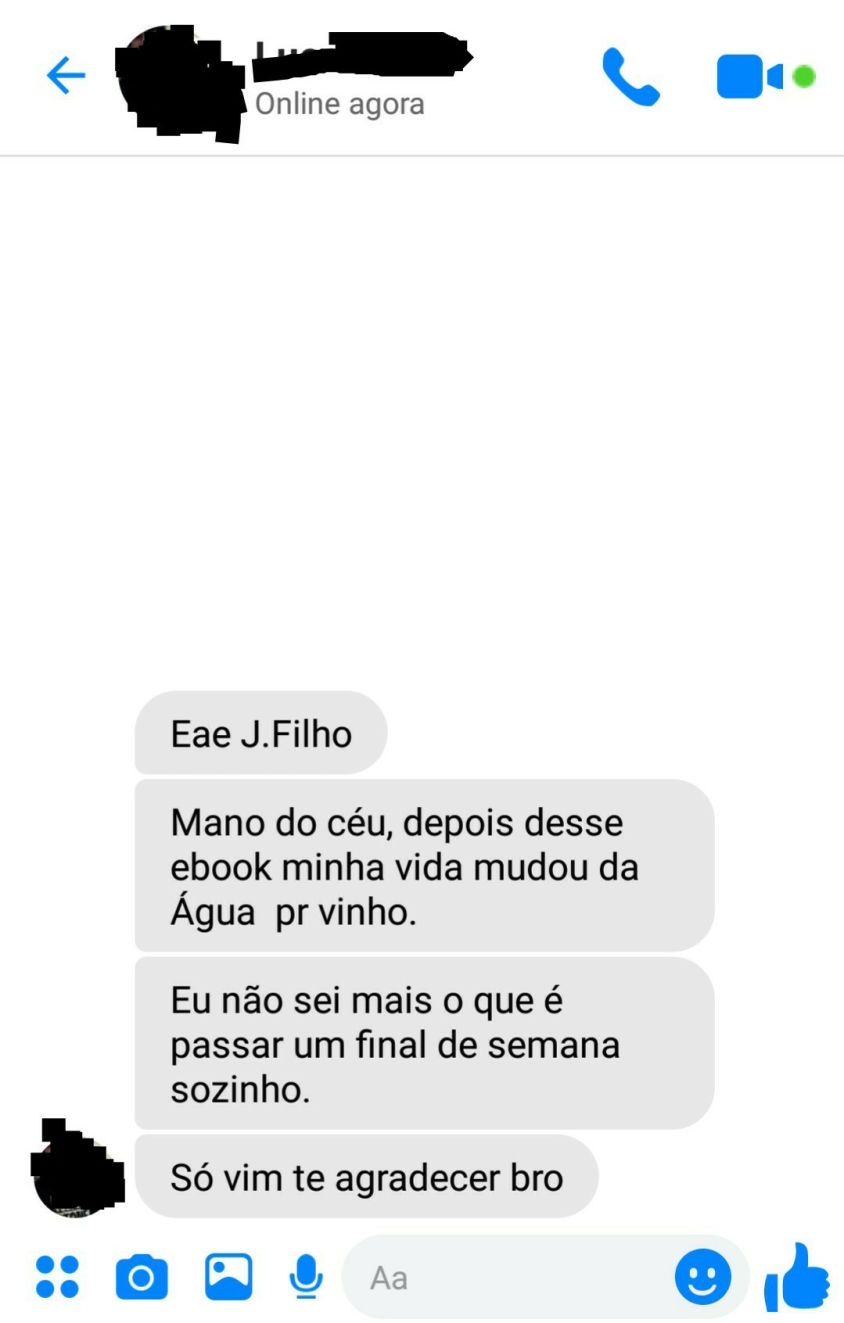 Online agora
Eae J.Filho
Mano do céu, depois desse
ebook minha vida mudou da
Água  pr vinho.
Eu não sei mais o que é
passar um final de semana
sozinho.
Só vim te agradecer bro
Aa